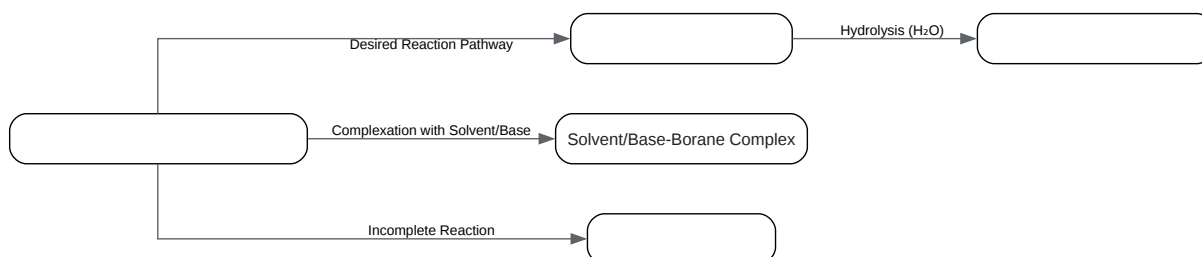 Desired Reaction Pathway
Hydrolysis (H₂O)
Complexation with Solvent/Base
Solvent/Base-Borane Complex
Incomplete Reaction